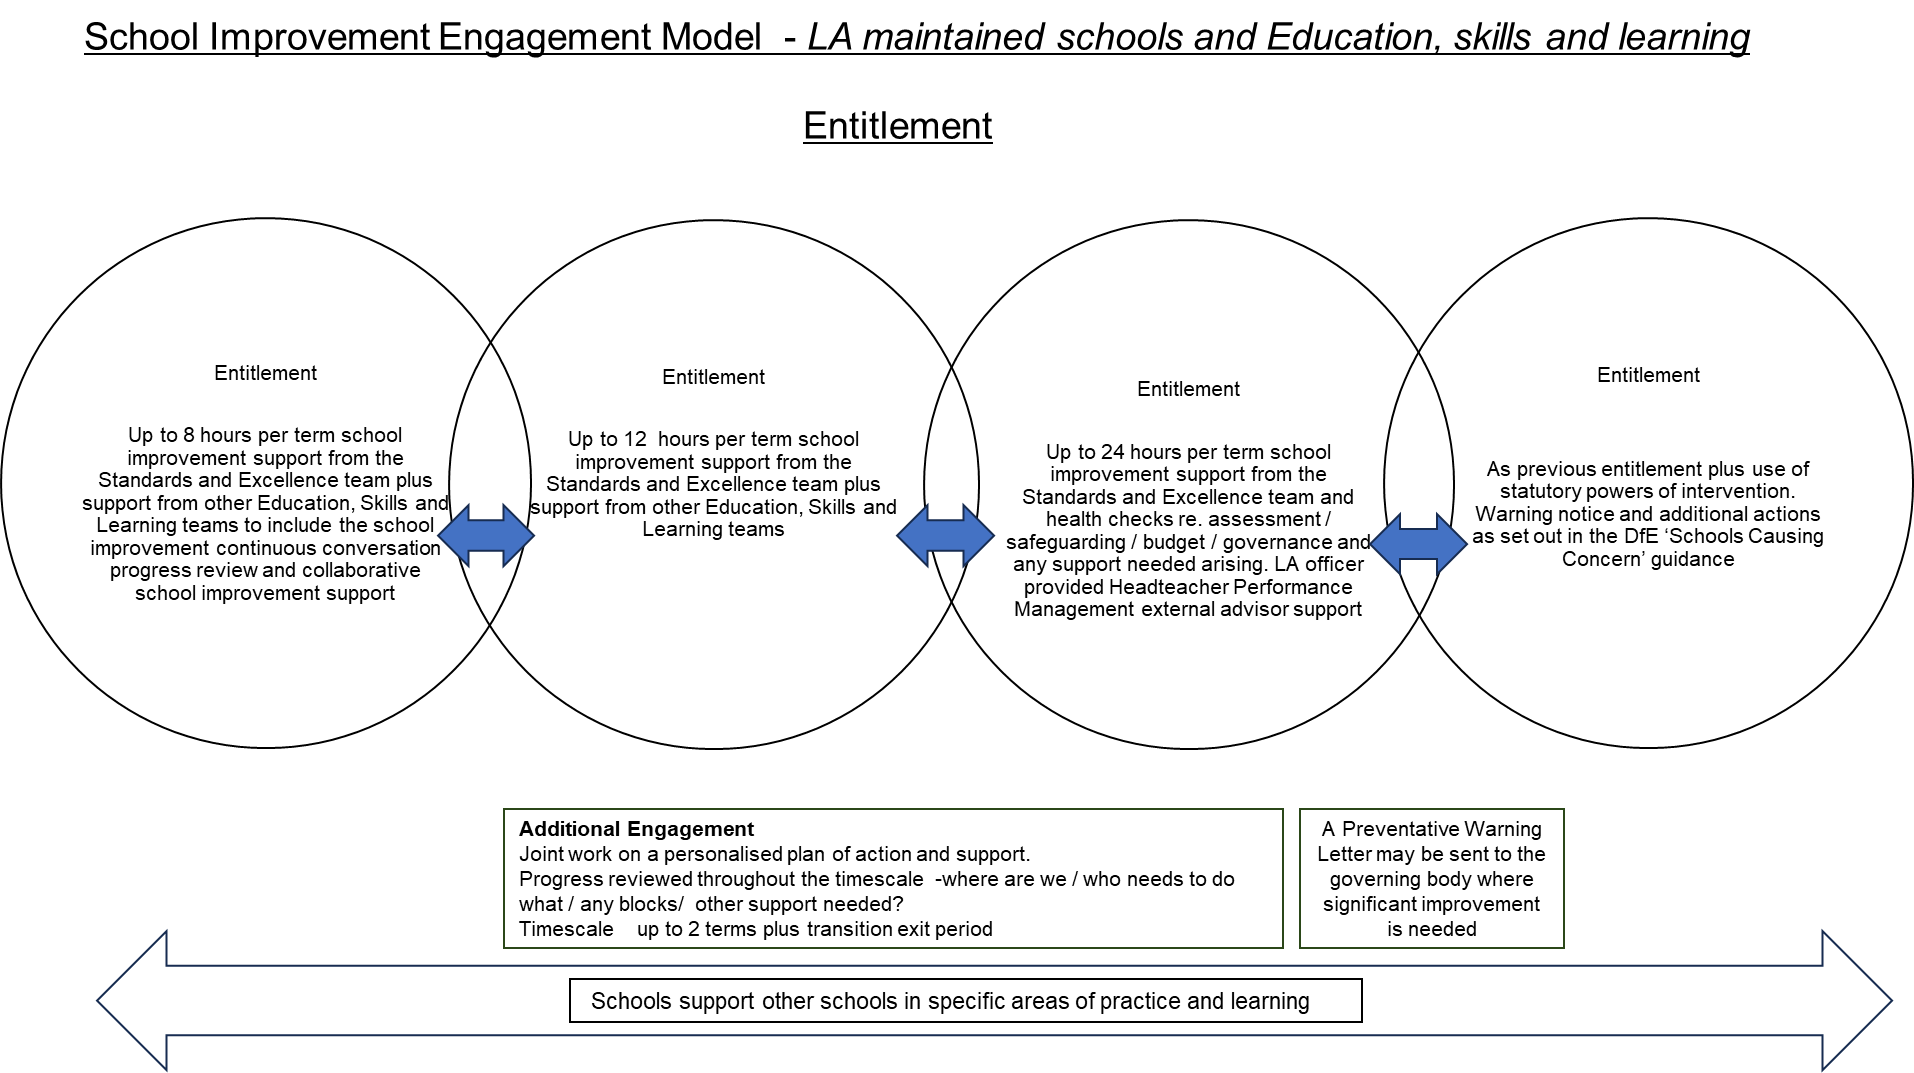 School Improvement Engagement Model - LA maintained schools and Education, skills and learning
Entitlement
Entitlement
Up to 8 hours per term school
improvement support from the
Standards and Excellence team plus
support from other Education, Skills and
Learning teams to include the school
improvement continuous conversation
progress review and collaborative
school improvement support
Entitlement
Up to 12 hours per term school
improvement support from the
Standards and Excellence team plus
support from other Education, Skills and
Learning teams
Entitlement
Up to 24 hours per term school
improvement support from the
Standards and Excellence team and
health checks re. assessment /
safeguarding / budget / governance and
any support needed arising. LA officer
provided Headteacher Performance
Management external advisor support
Entitlement
As previous entitlement plus use of
statutory powers of intervention.
Warning notice and additional actions
as set out in the DfE ‘Schools Causing
Concern’ guidance
Additional Engagement
Joint work on a personalised plan of action and support.
Progress reviewed throughout the timescale -where are we / who needs to do
what / any blocks/ other support needed?
Timescale up to 2 terms plus transition exit period
A Preventative Warning
Letter may be sent to the
governing body where
significant improvement
is needed
Schools support other schools in specific areas of practice and learning